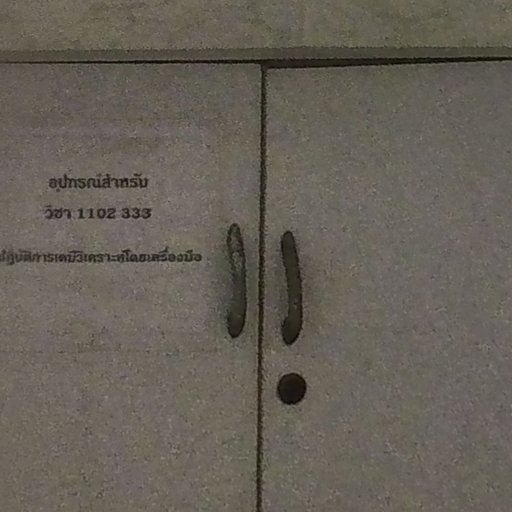 อุปกรณ์สำหรับ
วิชา 1102 333
ปฏิบัติการเคมีวิเคราะห์โดยเครื่องมือ